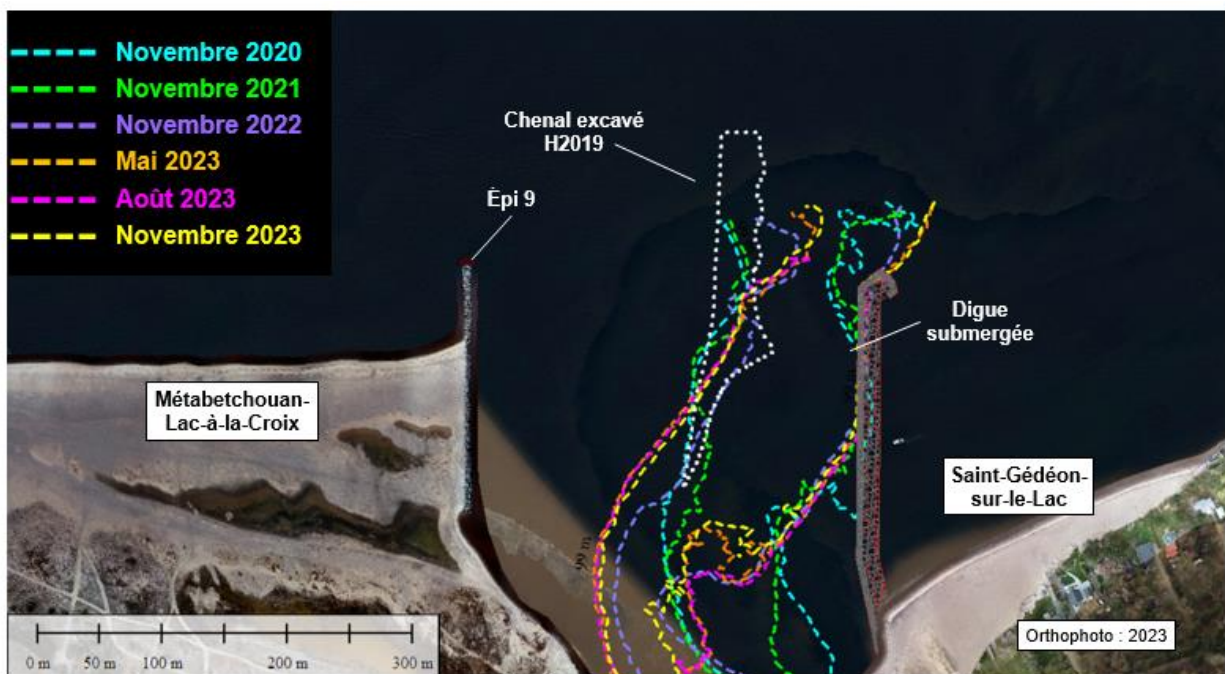 Novembre 2020
Novembre 2021
Novembre 2022
Mai 2023
Août 2023
Novembre 2023
Chenal excavé
H2019
Épi 9
Digue
submergée
Métabetchouan-
Lac-à-la-Croix
Saint-Gédéon-
sur-le-Lac
99 m
0 m
50 m
100 m
200 m
300 m
Orthophoto : 2023